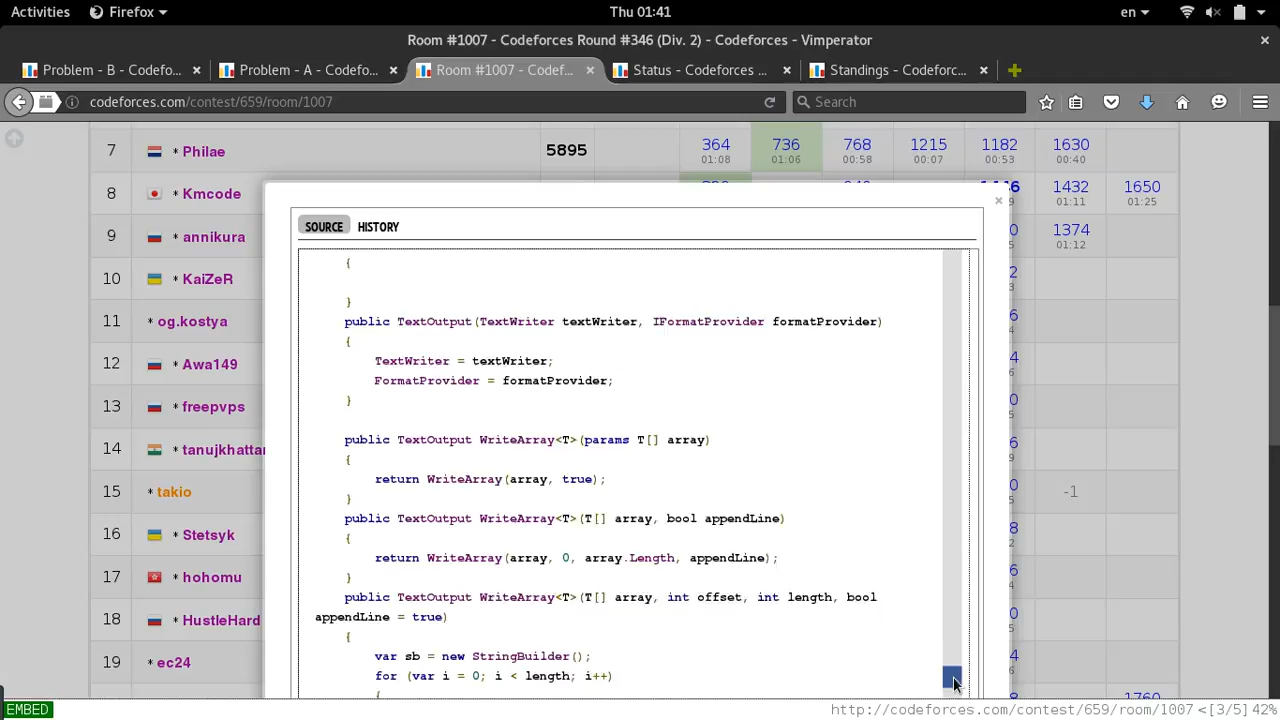 Activities Firefox Thu 01:41 en
Room #1007 - Codeforces Round #346 (Div. 2) - Codeforces - Vimperator
Problem - B - Codefo... Problem - A - Codefo... Room #1007 - Codef... Status - Codeforces ... Standings - Codeforc...
codeforces.com/contest/659/room/1007 Search
7 * Philae 5895 364 736 768 1215 1182 1630
01:08 01:06 00:58 00:07 00:53 00:40
8 * Kmcode 1432 1650
01:11 01:25
9 * annikura 1374
01:12
10 * KaiZeR
11 * og.kostya
12 * Awa149
13 * freepvps
14 * tanujkhattar
15 * takio -1
16 * Stetsyk
17 * hohomu
18 * HustleHard
19 * ec24
SOURCE HISTORY
{
}
public TextOutput(TextWriter textWriter, IFormatProvider formatProvider)
{
TextWriter = textWriter;
FormatProvider = formatProvider;
}
public TextOutput WriteArray<T>(params T[] array)
{
return WriteArray(array, true);
}
public TextOutput WriteArray<T>(T[] array, bool appendLine)
{
return WriteArray(array, 0, array.Length, appendLine);
}
public TextOutput WriteArray<T>(T[] array, int offset, int length, bool
appendLine = true)
{
var sb = new StringBuilder();
for (var i = 0; i < length; i++)
{
EMBED http://codeforces.com/contest/659/room/1007 <[3/5] 42%